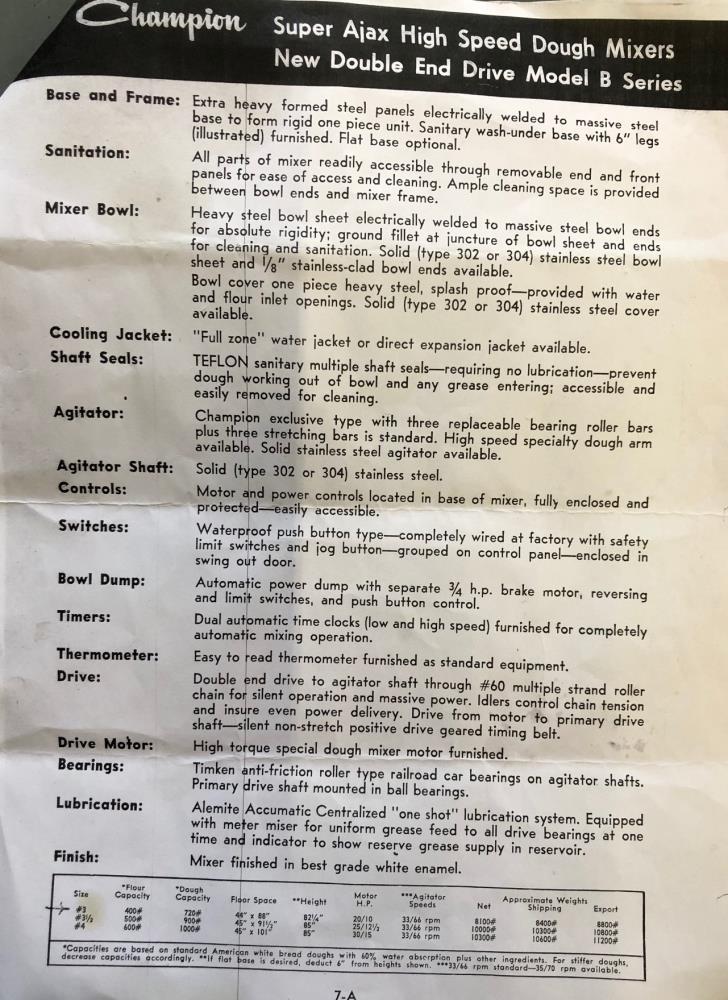 Champion Super Ajax High Speed Dough Mixers
New Double End Drive Model B Series
Base and Frame: Extra heavy formed steel panels electrically welded to massive steel
base to form rigid one piece unit. Sanitary wash-under base with 6" legs
(illustrated) furnished. Flat base optional.
Sanitation: All parts of mixer readily accessible through removable end and front
panels for ease of access and cleaning. Ample cleaning space is provided
between bowl ends and mixer frame.
Mixer Bowl: Heavy steel bowl sheet electrically welded to massive steel bowl ends
for absolute rigidity; ground fillet at juncture of bowl sheet and ends
for cleaning and sanitation. Solid (type 302 or 304) stainless steel bowl
sheet and 1/8" stainless-clad bowl ends available.
Bowl cover one piece heavy steel, splash proof—provided with water
and flour inlet openings. Solid (type 302 or 304) stainless steel cover
available.
Cooling Jacket: "Full zone" water jacket or direct expansion jacket available.
Shaft Seals: TEFLON sanitary multiple shaft seals—requiring no lubrication—prevent
dough working out of bowl and any grease entering; accessible and
easily removed for cleaning.
Agitator: Champion exclusive type with three replaceable bearing roller bars
plus three stretching bars is standard. High speed specialty dough arm
available. Solid stainless steel agitator available.
Agitator Shaft: Solid (type 302 or 304) stainless steel.
Controls: Motor and power controls located in base of mixer, fully enclosed and
protected—easily accessible.
Switches: Waterproof push button type—completely wired at factory with safety
limit switches and jog button—grouped on control panel—enclosed in
swing out door.
Bowl Dump: Automatic power dump with separate 3/4 h.p. brake motor, reversing
and limit switches, and push button control.
Timers: Dual automatic time clocks (low and high speed) furnished for completely
automatic mixing operation.
Thermometer: Easy to read thermometer furnished as standard equipment.
Drive: Double end drive to agitator shaft through #60 multiple strand roller
chain for silent operation and massive power. Idlers control chain tension
and insure even power delivery. Drive from motor to primary drive
shaft—silent non-stretch positive drive geared timing belt.
Drive Motor: High torque special dough mixer motor furnished.
Bearings: Timken anti-friction roller type railroad car bearings on agitator shafts.
Primary drive shaft mounted in ball bearings.
Lubrication: Alemite Accumatic Centralized "one shot" lubrication system. Equipped
with meter miser for uniform grease feed to all drive bearings at one
time and indicator to show reserve grease supply in reservoir.
Finish: Mixer finished in best grade white enamel.
Size *Flour Capacity *Dough Capacity Floor Space **Height Motor H.P. ***Agitator Speeds Approximate Weights Net Shipping Export
#3 400# 720# 44" x 88" 82 1/4" 20/10 33/66 rpm 8100# 8400# 8800#
#3 1/2 500# 900# 45" x 91 1/2" 85" 25/12 1/2 33/66 rpm 10000# 10300# 10800#
#4 600# 1000# 45" x 101" 85" 30/15 33/66 rpm 10300# 10600# 11200#
*Capacities are based on standard American white bread doughs with 60% water absorption plus other ingredients. For stiffer doughs,
decrease capacities accordingly. **If flat base is desired, deduct 6" from heights shown. ***33/66 rpm standard—35/70 rpm available.
7-A